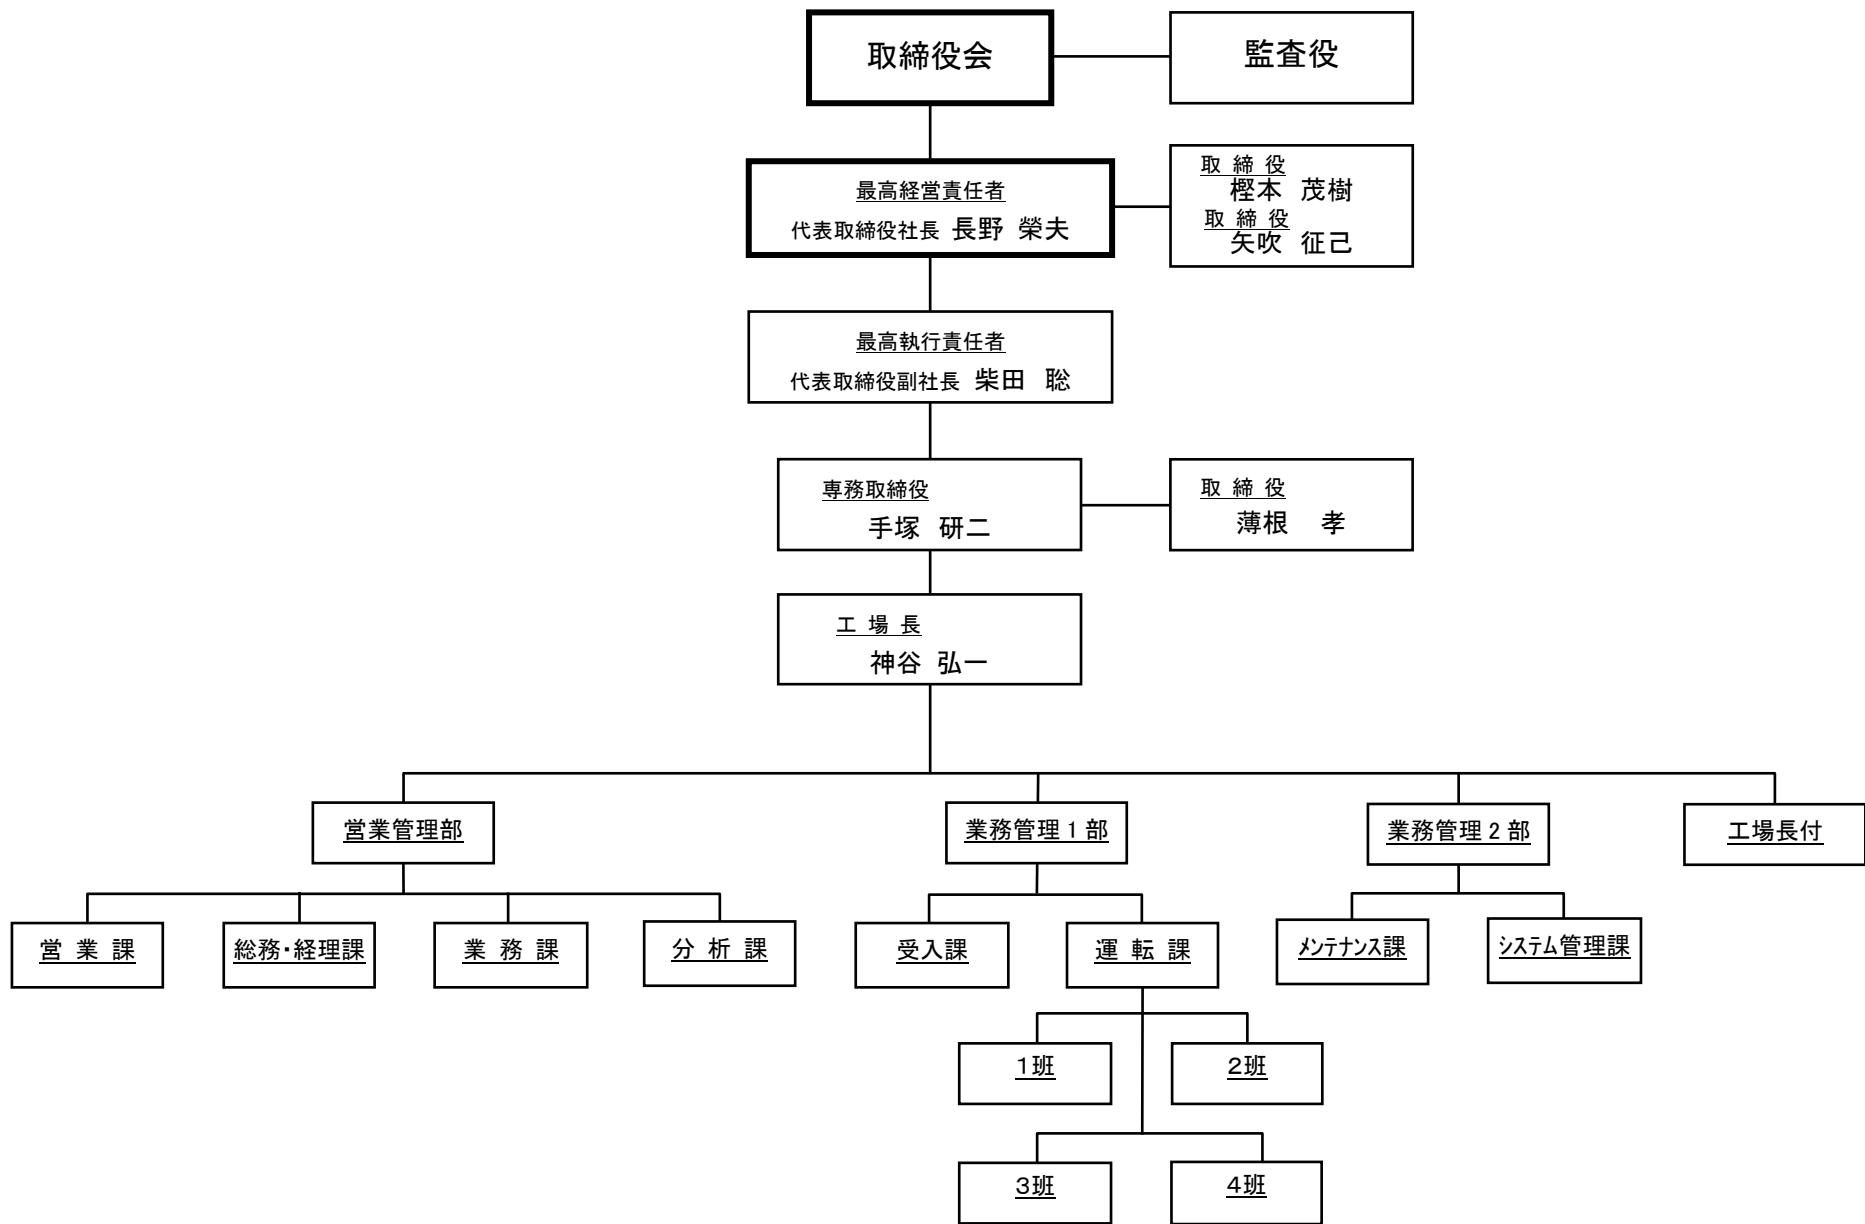 取締役会
監査役
最高経営責任者
代表取締役社長 長野 榮夫
取 締 役
樫本 茂樹
取 締 役
矢吹 征己
最高執行責任者
代表取締役副社長 柴田 聡
専務取締役
手塚 研二
取 締 役
薄根 孝
工 場 長
神谷 弘一
営業管理部
業務管理1部
業務管理2部
工場長付
営 業 課
総務・経理課
業 務 課
分 析 課
受入課
運 転 課
メンテナンス課
システム管理課
1班
2班
3班
4班